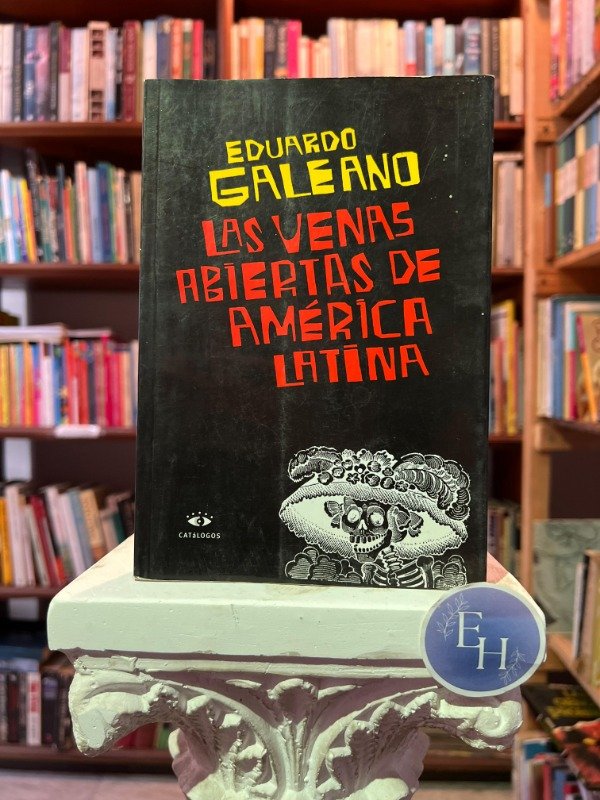 EDUARDO
GALEANO
LAS VENAS
ABIERTAS DE
AMÉRICA
LATINA
CATáLOGOS
EH